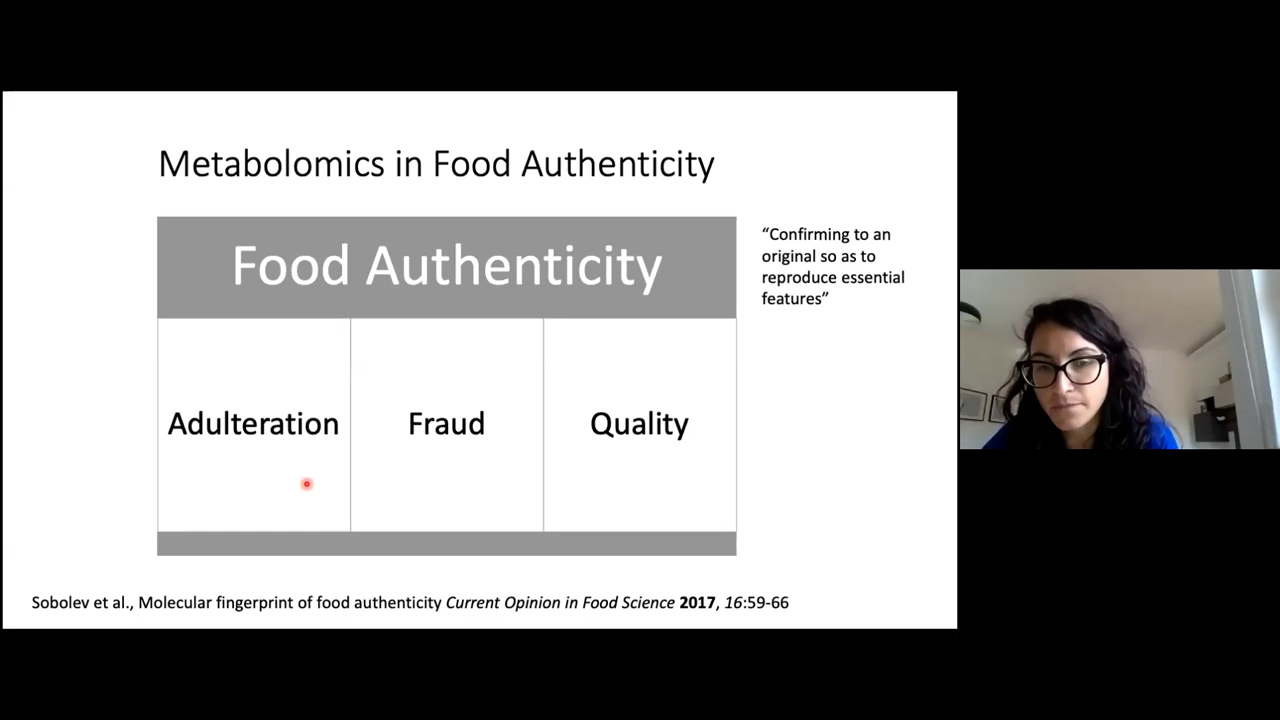 Metabolomics in Food Authenticity
Food Authenticity
“Confirming to an
original so as to
reproduce essential
features”
Adulteration
Fraud
Quality
Sobolev et al., Molecular fingerprint of food authenticity Current Opinion in Food Science 2017, 16:59-66